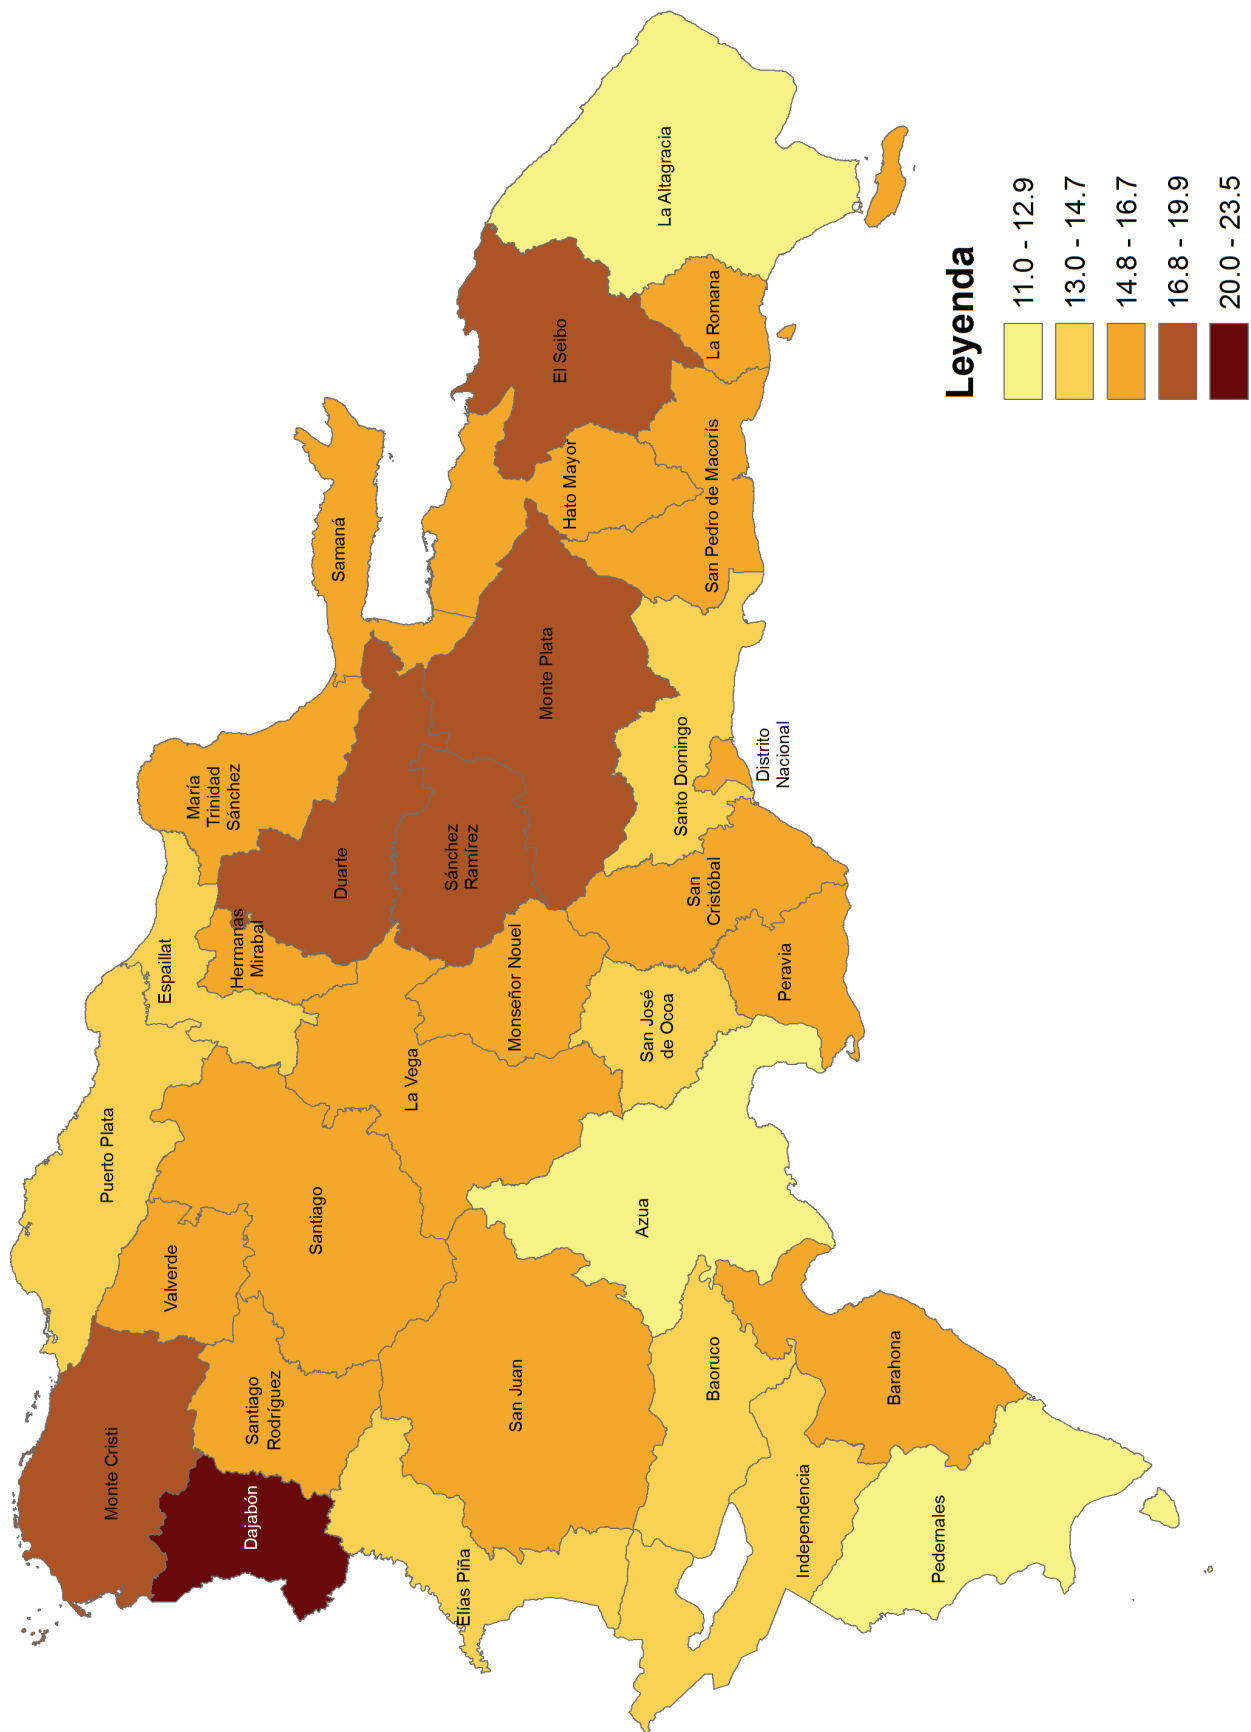 Monte Cristi
Puerto Plata
Dajabón
Valverde
Espaillat
María
Trinidad
Sánchez
Santiago
Rodríguez
Santiago
Hermanas
Mirabal
Duarte
Samaná
La Vega
Elías Piña
San Juan
Monseñor Nouel
Sánchez
Ramírez
Monte Plata
Hato Mayor
El Seibo
La Altagracia
Azua
San José
de Ocoa
San
Cristóbal
Santo Domingo
San Pedro de Macorís
La Romana
Baoruco
Peravia
Distrito
Nacional
Independencia
Barahona
Pedernales
Leyenda
11.0 - 12.9
13.0 - 14.7
14.8 - 16.7
16.8 - 19.9
20.0 - 23.5